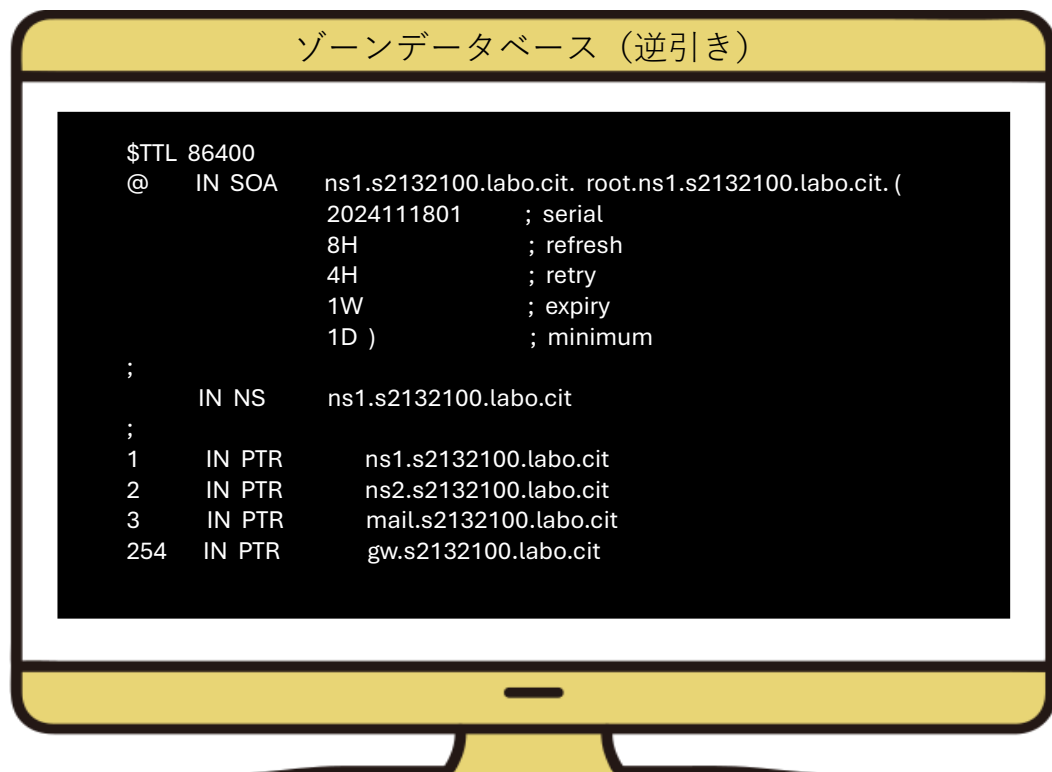 ゾーンデータベース（逆引き）
$TTL 86400
@ IN SOA ns1.s2132100.labo.cit. root.ns1.s2132100.labo.cit. (
2024111801 ; serial
8H ; refresh
4H ; retry
1W ; expiry
1D ) ; minimum
;
IN NS ns1.s2132100.labo.cit
;
1 IN PTR ns1.s2132100.labo.cit
2 IN PTR ns2.s2132100.labo.cit
3 IN PTR mail.s2132100.labo.cit
254 IN PTR gw.s2132100.labo.cit